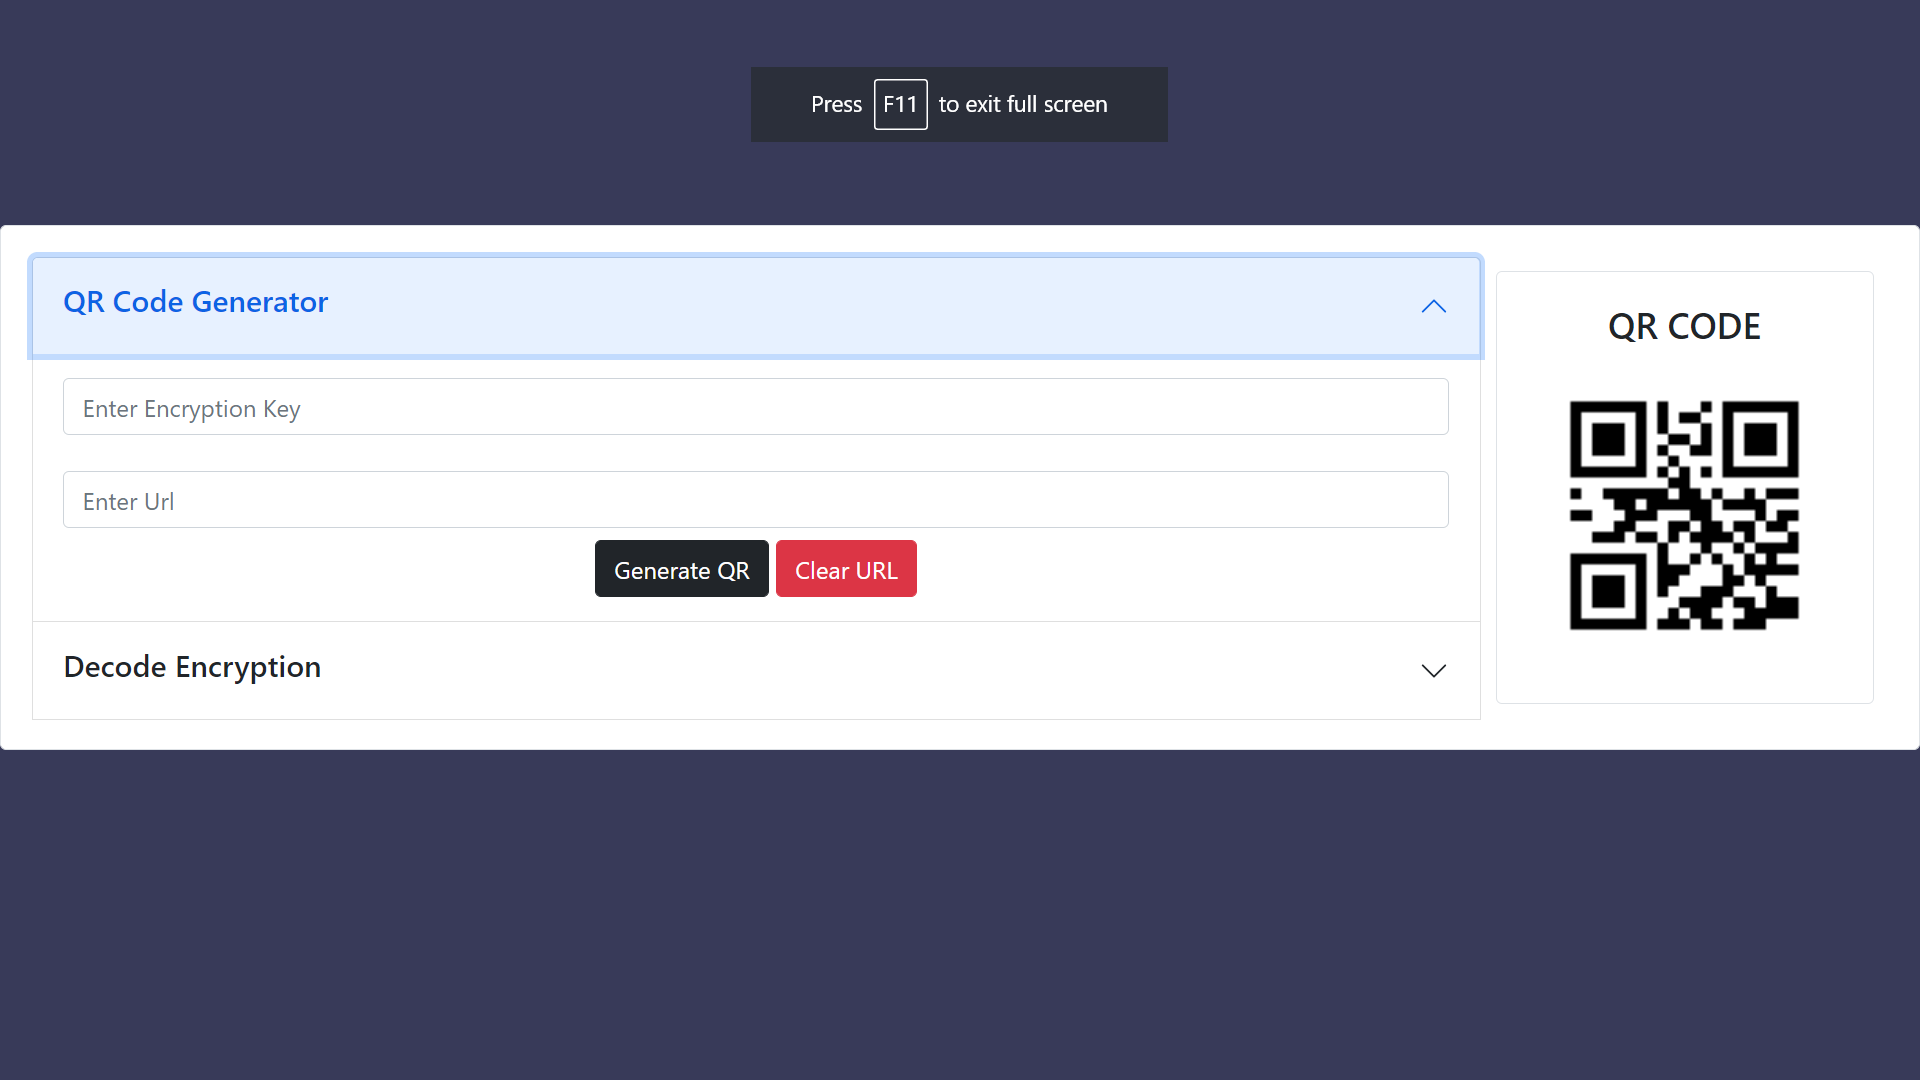 Press F11 to exit full screen
QR Code Generator
Enter Encryption Key
Enter Url
Generate QR
Clear URL
Decode Encryption
QR CODE